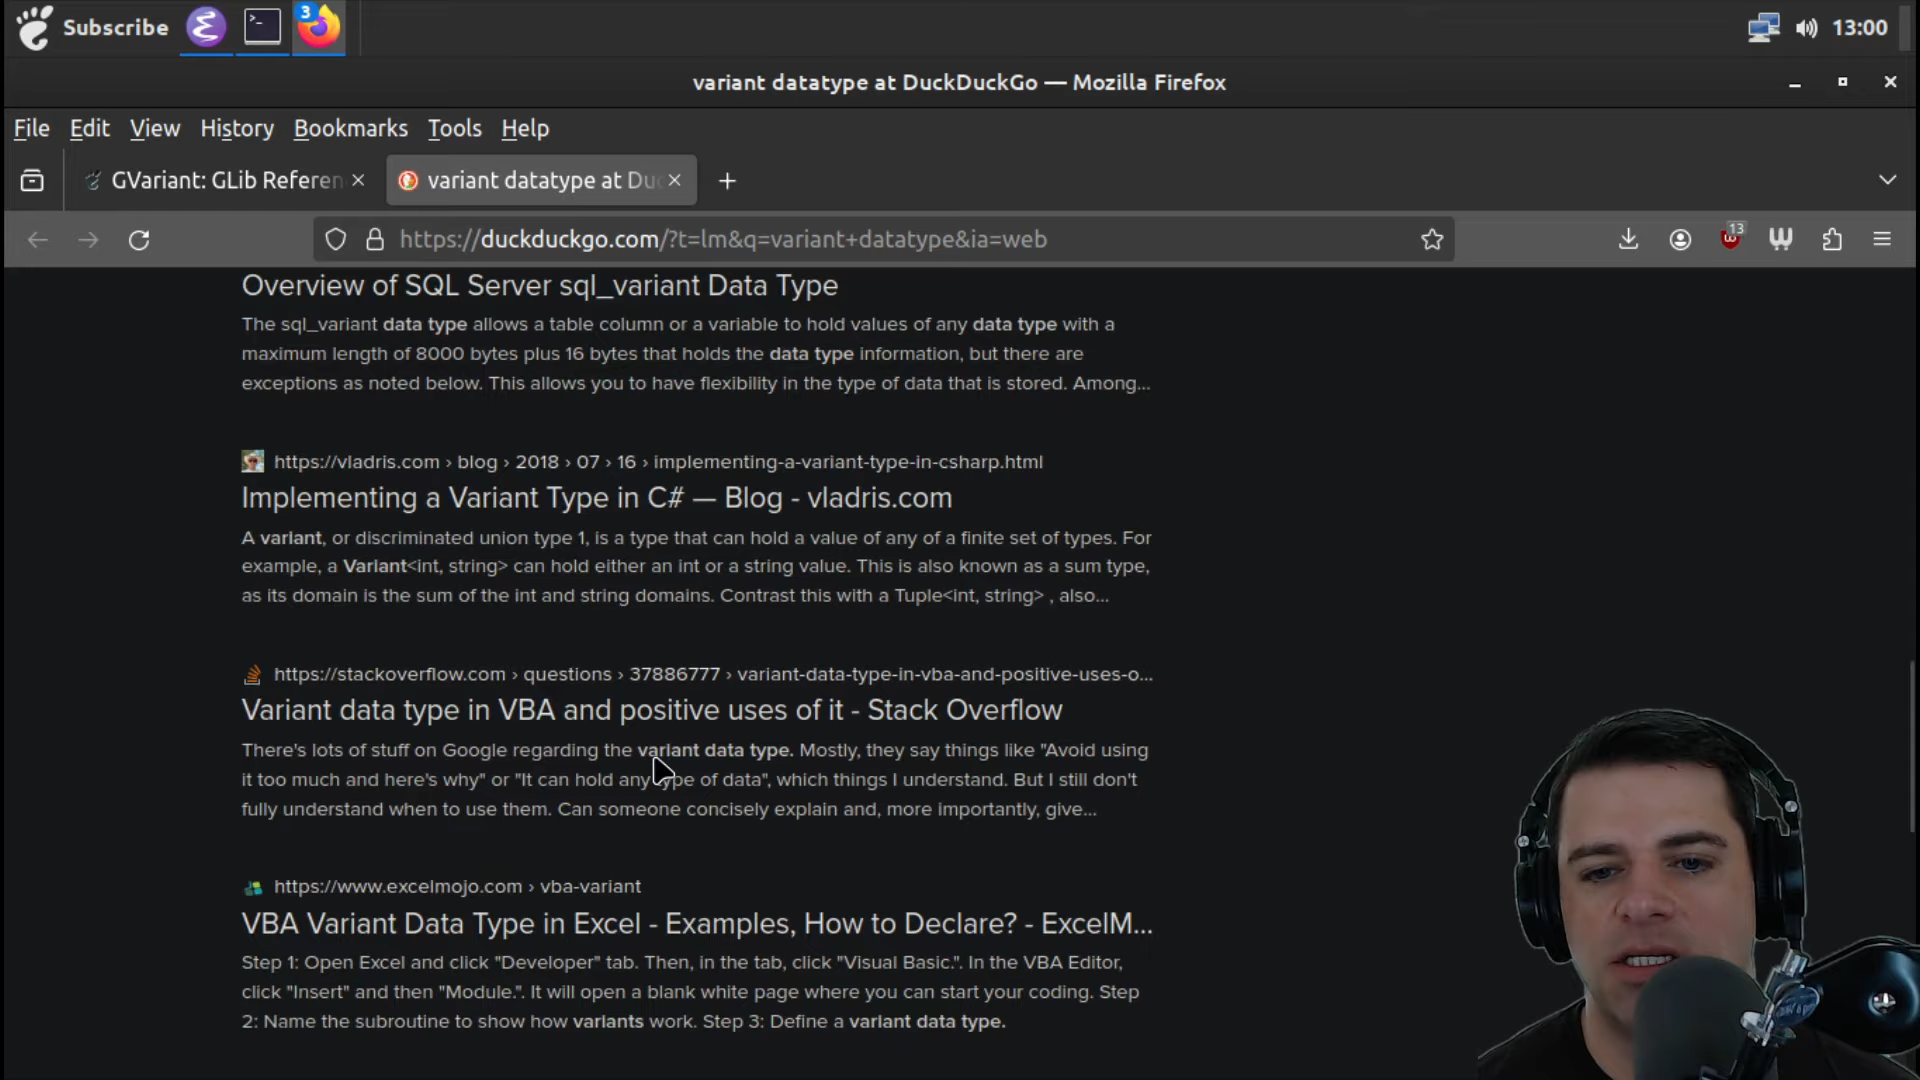 Subscribe
3
13:00
variant datatype at DuckDuckGo — Mozilla Firefox
File Edit View History Bookmarks Tools Help
GVariant: GLib Referen
variant datatype at Du
https://duckduckgo.com/?t=lm&q=variant+datatype&ia=web
13
Overview of SQL Server sql_variant Data Type
The sql_variant data type allows a table column or a variable to hold values of any data type with a
maximum length of 8000 bytes plus 16 bytes that holds the data type information, but there are
exceptions as noted below. This allows you to have flexibility in the type of data that is stored. Among...
https://vladris.com › blog › 2018 › 07 › 16 › implementing-a-variant-type-in-csharp.html
Implementing a Variant Type in C# — Blog - vladris.com
A variant, or discriminated union type 1, is a type that can hold a value of any of a finite set of types. For
example, a Variant<int, string> can hold either an int or a string value. This is also known as a sum type,
as its domain is the sum of the int and string domains. Contrast this with a Tuple<int, string> , also...
https://stackoverflow.com › questions › 37886777 › variant-data-type-in-vba-and-positive-uses-o...
Variant data type in VBA and positive uses of it - Stack Overflow
There's lots of stuff on Google regarding the variant data type. Mostly, they say things like "Avoid using
it too much and here's why" or "It can hold any type of data", which things I understand. But I still don't
fully understand when to use them. Can someone concisely explain and, more importantly, give...
https://www.excelmojo.com › vba-variant
VBA Variant Data Type in Excel - Examples, How to Declare? - ExcelM...
Step 1: Open Excel and click "Developer" tab. Then, in the tab, click "Visual Basic.". In the VBA Editor,
click "Insert" and then "Module.". It will open a blank white page where you can start your coding. Step
2: Name the subroutine to show how variants work. Step 3: Define a variant data type.